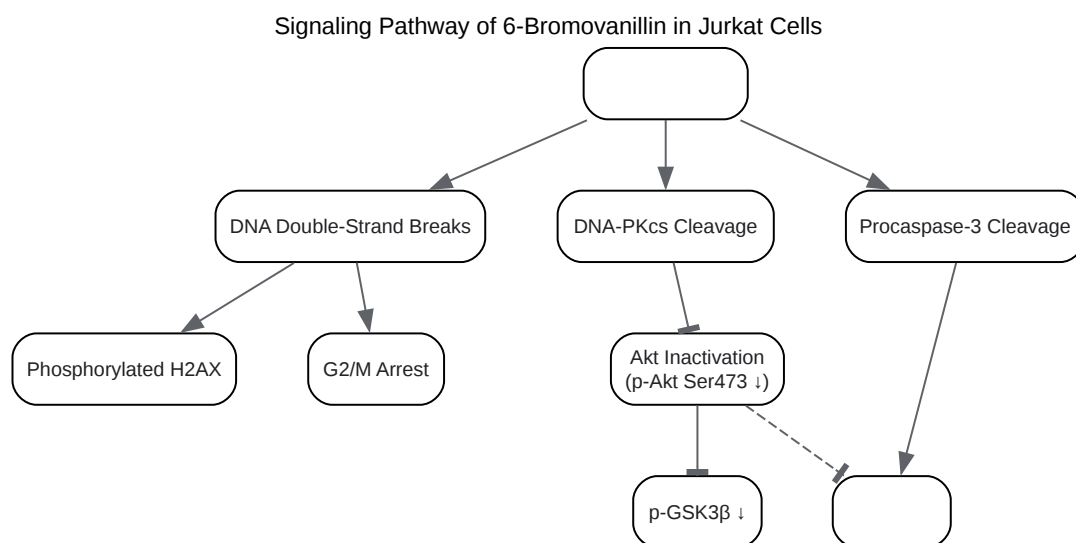 Signaling Pathway of 6-Bromovanillin in Jurkat Cells
DNA Double-Strand Breaks
DNA-PKcs Cleavage
Procaspase-3 Cleavage
Phosphorylated H2AX
G2/M Arrest
Akt Inactivation
(p-Akt Ser473 ↓)
p-GSK3β ↓